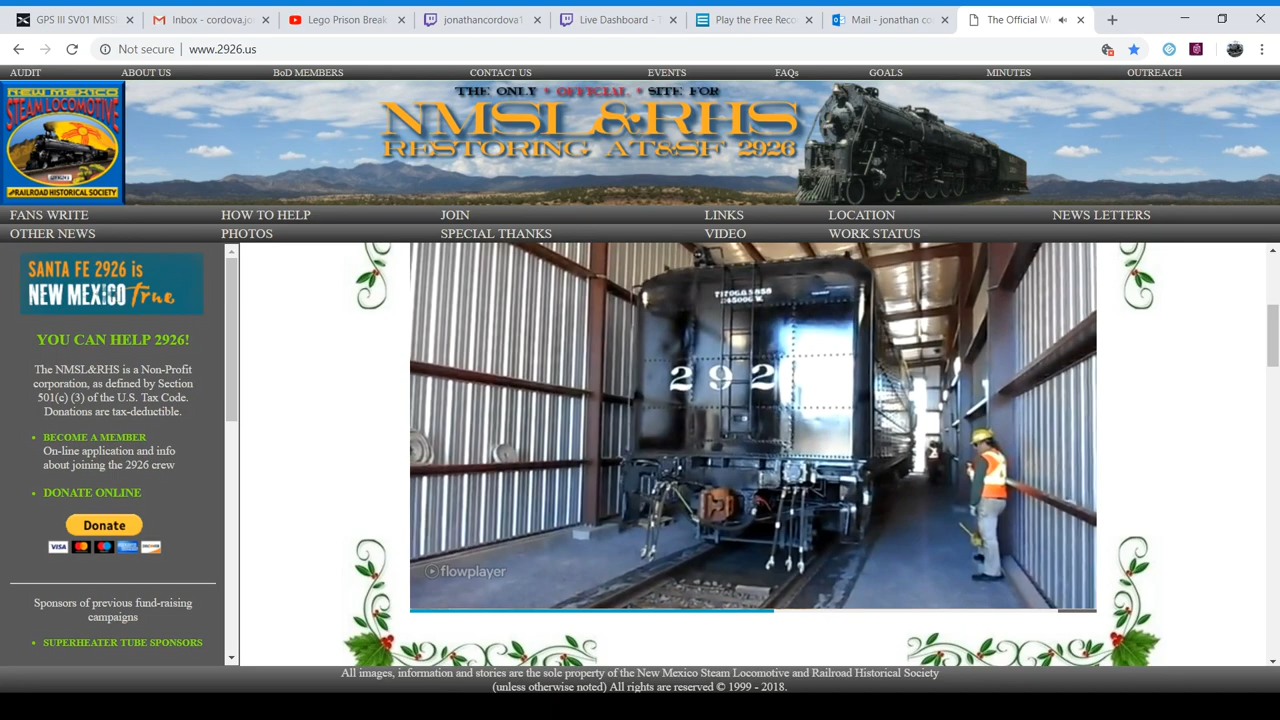 GPS III SV01 MISSI
Inbox - cordova.jo
Lego Prison Break
jonathancordova1
Live Dashboard - T
Play the Free Reco
Mail - jonathan co
The Official W
Not secure | www.2926.us
AUDIT ABOUT US BoD MEMBERS CONTACT US EVENTS FAQs GOALS MINUTES OUTREACH
NEW MEXICO
STEAM LOCOMOTIVE
RAILROAD HISTORICAL SOCIETY
THE ONLY * OFFICIAL * SITE FOR
NMSL&RHS
RESTORING AT&SF 2926
FANS WRITE HOW TO HELP JOIN LINKS LOCATION NEWS LETTERS
OTHER NEWS PHOTOS SPECIAL THANKS VIDEO WORK STATUS
SANTA FE 2926 is
NEW MEXICO True
YOU CAN HELP 2926!
The NMSL&RHS is a Non-Profit
corporation, as defined by Section
501(c) (3) of the U.S. Tax Code.
Donations are tax-deductible.
BECOME A MEMBER
On-line application and info
about joining the 2926 crew
DONATE ONLINE
Donate
VISA
DISCOVER
Sponsors of previous fund-raising
campaigns
SUPERHEATER TUBE SPONSORS
292
flowplayer
All images, information and stories are the sole property of the New Mexico Steam Locomotive and Railroad Historical Society
(unless otherwise noted) All rights are reserved © 1999 - 2018.